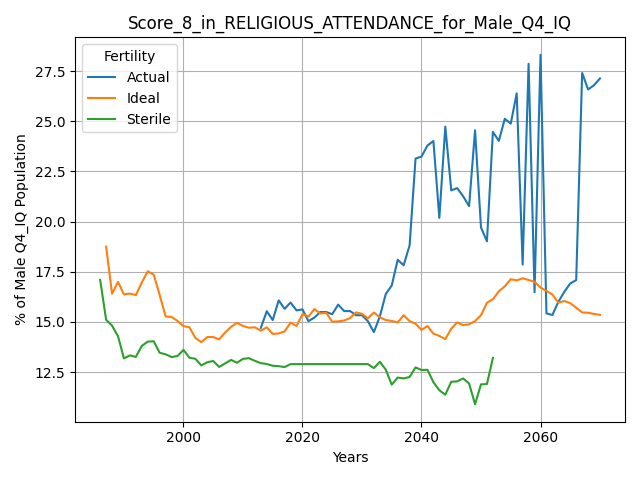 Score_8_in_RELIGIOUS_ATTENDANCE_for_Male_Q4_IQ
Fertility
Actual
Ideal
Sterile
27.5
25.0
22.5
20.0
17.5
15.0
12.5
% of Male Q4_IQ Population
2000
2020
2040
2060
Years